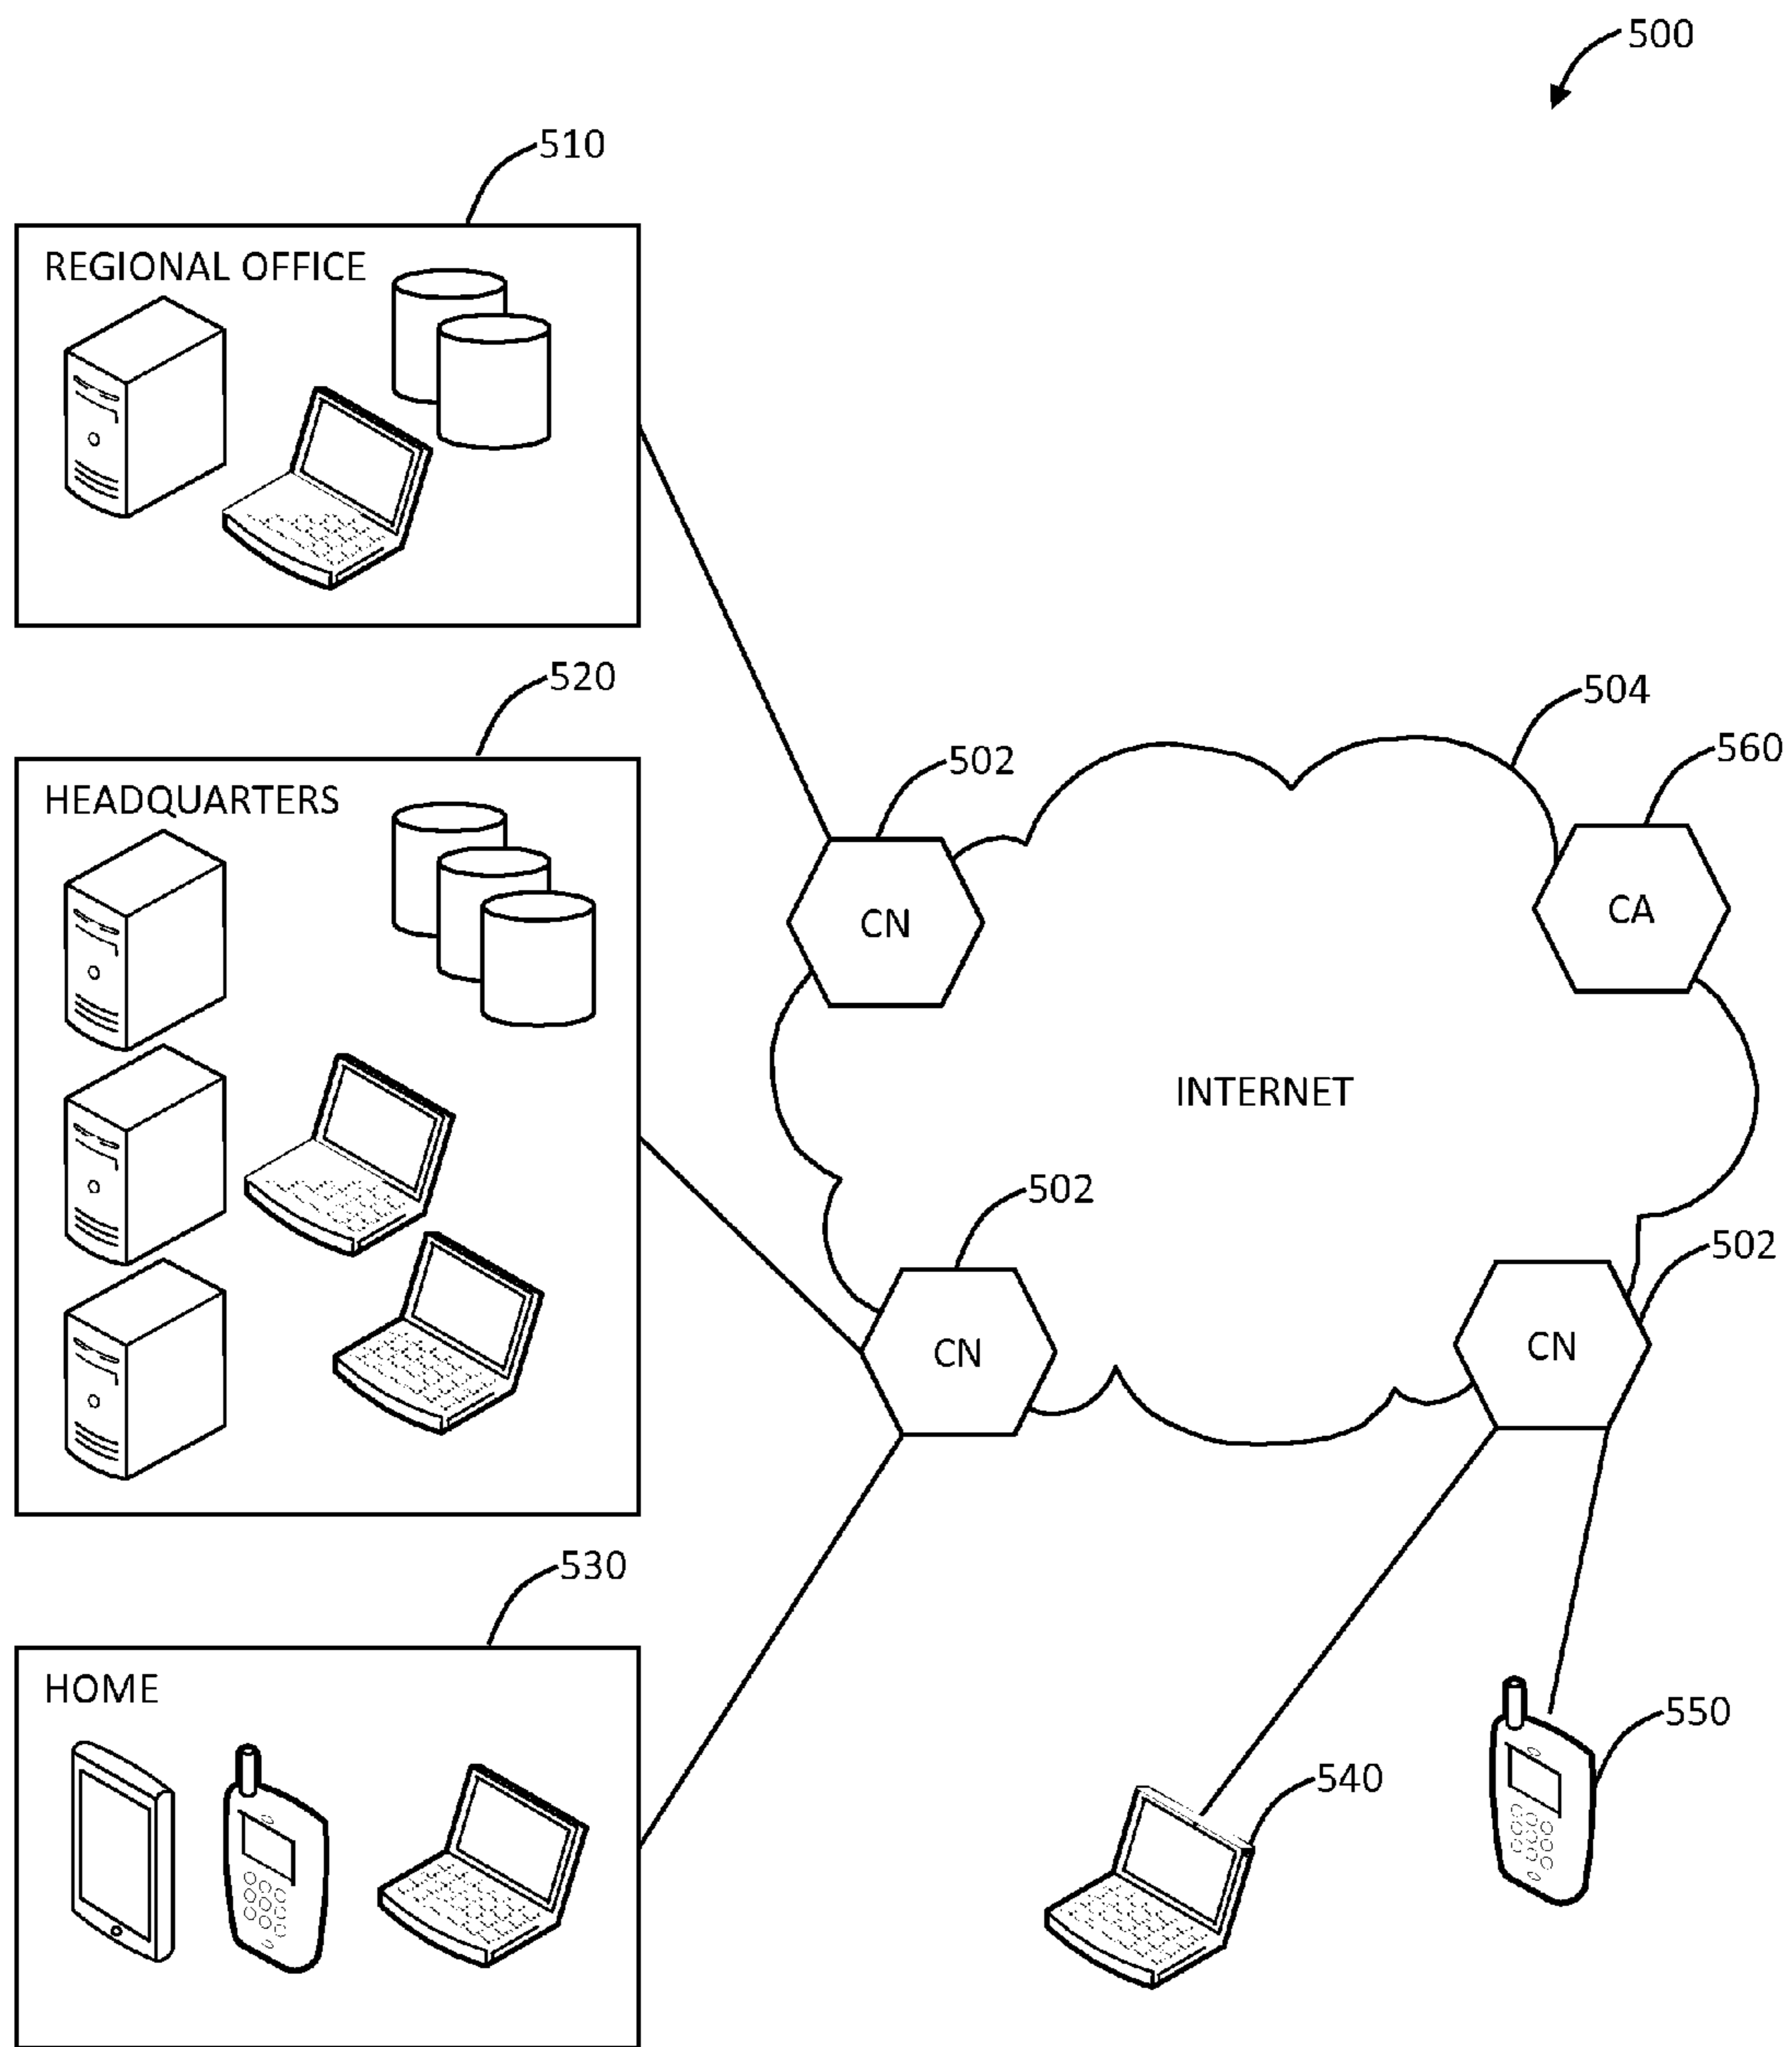 500
510
REGIONAL OFFICE
520
HEADQUARTERS
504
502
560
CN
CA
INTERNET
502
502
CN
CN
530
HOME
550
540